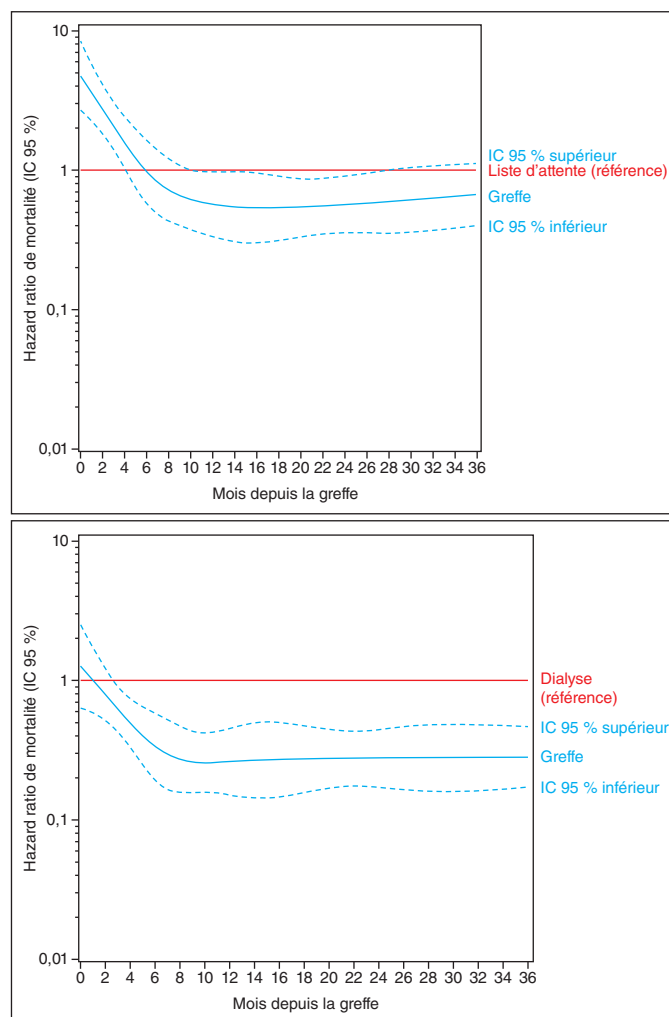 Hazard ratio de mortalité (IC 95 %)
10
1
0,1
0,01
IC 95 % supérieur
Liste d'attente (référence)
Greffe
IC 95 % inférieur
0 2 4 6 8 10 12 14 16 18 20 22 24 26 28 30 32 34 36
Mois depuis la greffe
Hazard ratio de mortalité (IC 95 %)
10
1
0,1
0,01
Dialyse
(référence)
IC 95 % supérieur
Greffe
IC 95 % inférieur
0 2 4 6 8 10 12 14 16 18 20 22 24 26 28 30 32 34 36
Mois depuis la greffe